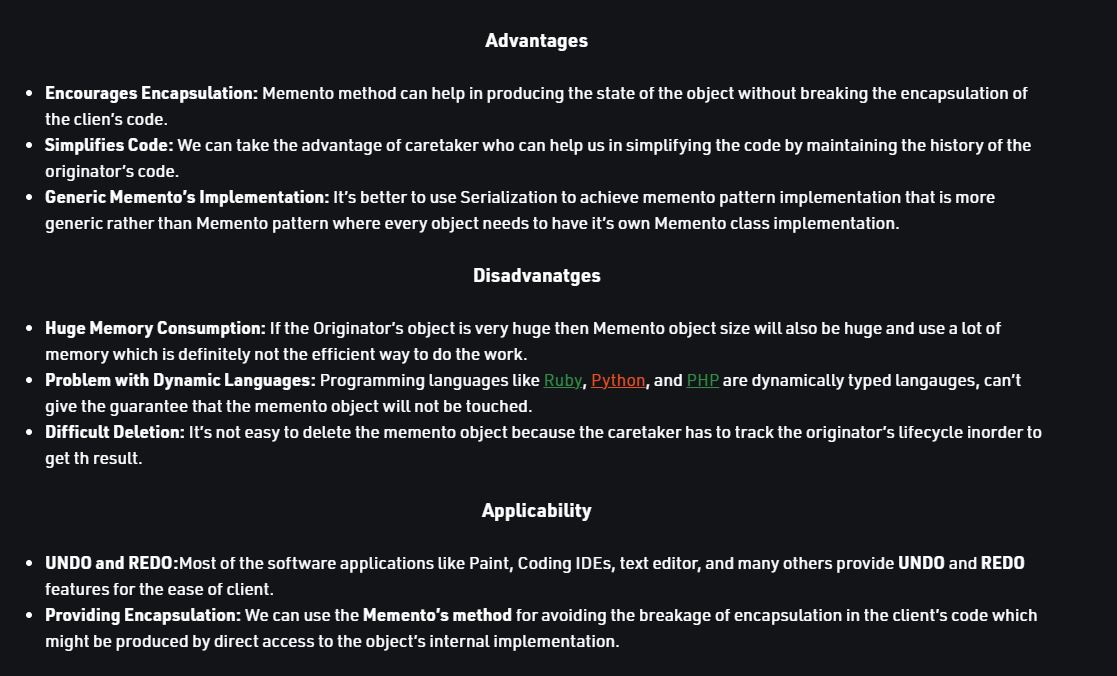 Advantages
• Encourages Encapsulation: Memento method can help in producing the state of the object without breaking the encapsulation of
the clien's code.
• Simplifies Code: We can take the advantage of caretaker who can help us in simplifying the code by maintaining the history of the
originator's code.
• Generic Memento's Implementation: It's better to use Serialization to achieve memento pattern implementation that is more
generic rather than Memento pattern where every object needs to have it's own Memento class implementation.
Disadvanatges
• Huge Memory Consumption: If the Originator's object is very huge then Memento object size will also be huge and use a lot of
memory which is definitely not the efficient way to do the work.
• Problem with Dynamic Languages: Programming languages like Ruby, Python, and PHP are dynamically typed langauges, can't
give the guarantee that the memento object will not be touched.
• Difficult Deletion: It's not easy to delete the memento object because the caretaker has to track the originator's lifecycle inorder to
get th result.
Applicability
• UNDO and REDO:Most of the software applications like Paint, Coding IDEs, text editor, and many others provide UNDO and REDO
features for the ease of client.
• Providing Encapsulation: We can use the Memento's method for avoiding the breakage of encapsulation in the client's code which
might be produced by direct access to the object's internal implementation.